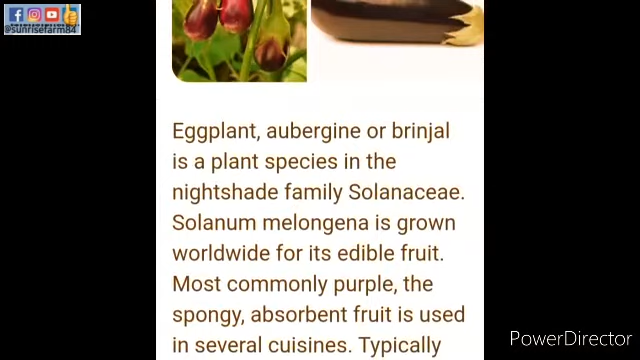 @sunrisefarm84
Eggplant, aubergine or brinjal
is a plant species in the
nightshade family Solanaceae.
Solanum melongena is grown
worldwide for its edible fruit.
Most commonly purple, the
spongy, absorbent fruit is used
in several cuisines. Typically
PowerDirector